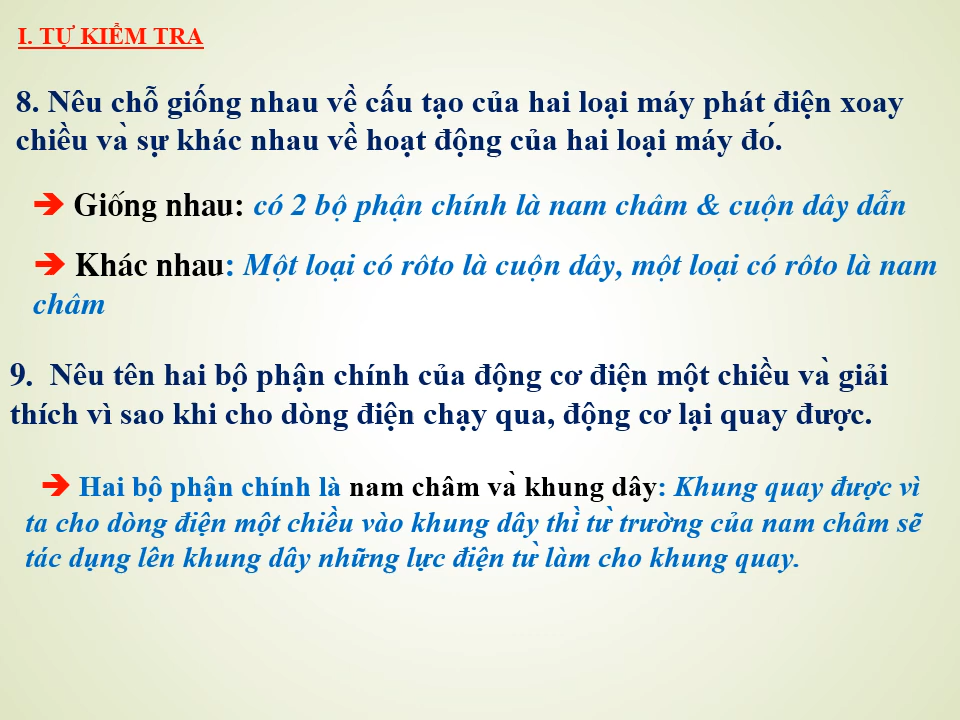 I. TỰ KIỂM TRA
8. Nêu chỗ giống nhau về cấu tạo của hai loại máy phát điện xoay
chiều và sự khác nhau về hoạt động của hai loại máy đó.
➔ Giống nhau: có 2 bộ phận chính là nam châm & cuộn dây dẫn
➔ Khác nhau: Một loại có rôto là cuộn dây, một loại có rôto là nam
châm
9. Nêu tên hai bộ phận chính của động cơ điện một chiều và giải
thích vì sao khi cho dòng điện chạy qua, động cơ lại quay được.
➔ Hai bộ phận chính là nam châm và khung dây: Khung quay được vì
ta cho dòng điện một chiều vào khung dây thì từ trường của nam châm sẽ
tác dụng lên khung dây những lực điện từ làm cho khung quay.